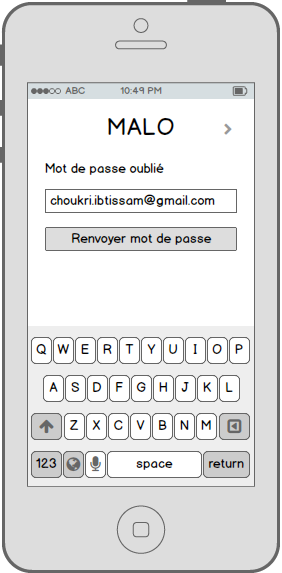 ABC 10:49 PM
MALO
Mot de passe oublié
choukri.ibtissam@gmail.com
Renvoyer mot de passe
Q W E R T Y U I O P
A S D F G H J K L
Z X C V B N M
123 space return